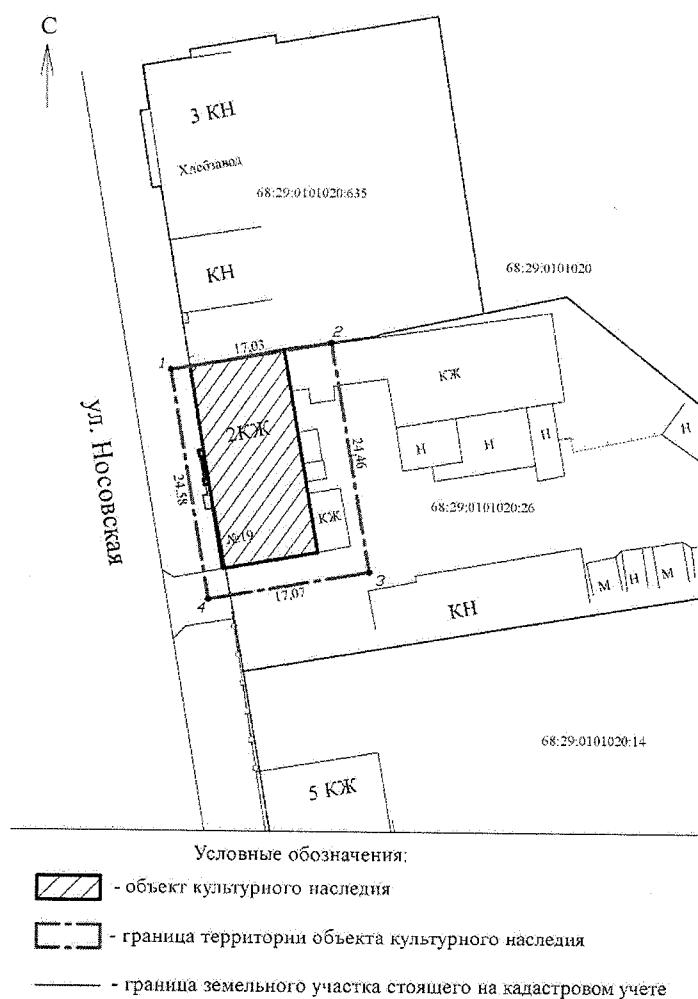 С
3 КН
Хлебзавод
68:29:0101020:635
КН
68:29:0101020
1
17.03
2
ул. Носовская
2КЖ
КЖ
24.58
24.46
Н
Н
Н
Н
68:29:0101020:26
КЖ
№19
3
4
17.07
КН
М
Н
М
68:29:0101020:14
5 КЖ
Условные обозначения:
- объект культурного наследия
- граница территории объекта культурного наследия
- граница земельного участка стоящего на кадастровом учете